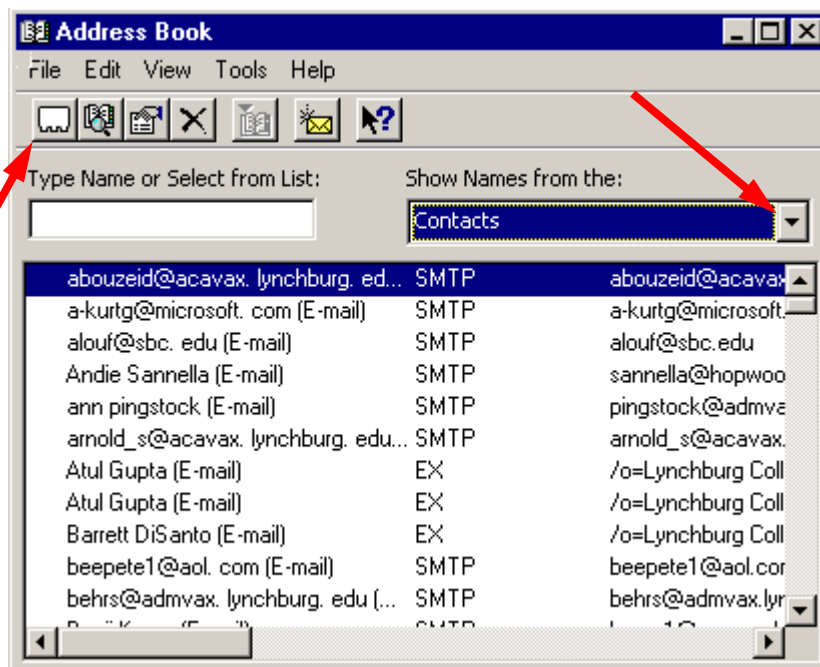 Address Book
File Edit View Tools Help
Type Name or Select from List: Show Names from the:
Contacts
abouzeid@acavax. lynchburg. ed... SMTP abouzeid@acavax
a-kurtg@microsoft. com (E-mail) SMTP a-kurtg@microsoft.
alouf@sbc. edu (E-mail) SMTP alouf@sbc.edu
Andie Sannella (E-mail) SMTP sannella@hopwoo
ann pingstock (E-mail) SMTP pingstock@admva
arnold_s@acavax. lynchburg. edu... SMTP arnold_s@acavax.
Atul Gupta (E-mail) EX /o=Lynchburg Coll
Atul Gupta (E-mail) EX /o=Lynchburg Coll
Barrett DiSanto (E-mail) EX /o=Lynchburg Coll
beepete1@aol. com (E-mail) SMTP beepete1@aol.com
behrs@admvax. lynchburg. edu (... SMTP behrs@admvax.lyn